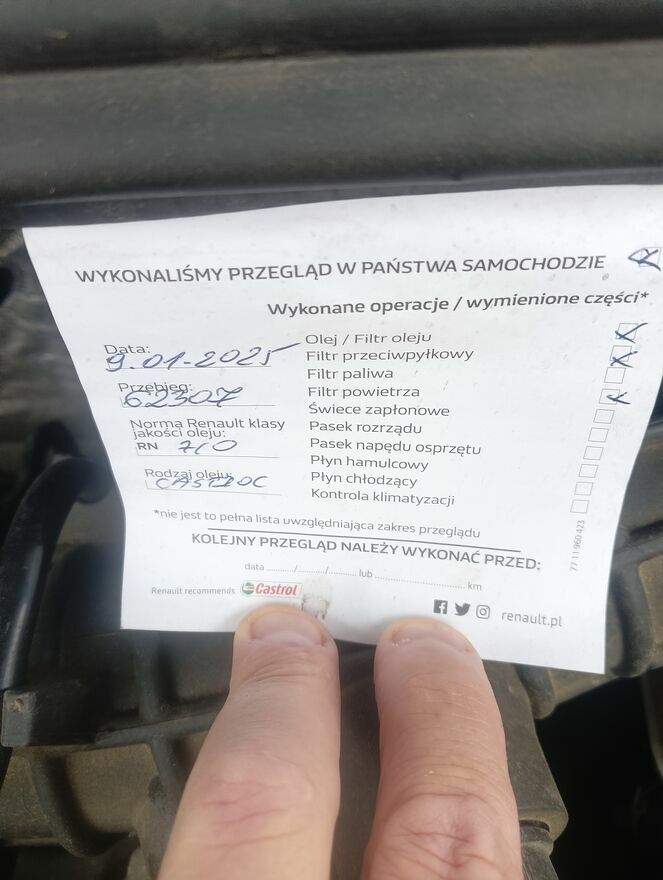 WYKONALIŚMY PRZEGLĄD W PAŃSTWA SAMOCHODZIE
Wykonane operacje / wymienione części*
Data:
9.01.2025
Przebieg:
62307
Norma Renault klasy
jakości oleju:
RN 710
Rodzaj oleju:
CASTROL
Olej / Filtr oleju
Filtr przeciwpyłkowy
Filtr paliwa
Filtr powietrza
Świece zapłonowe
Pasek rozrządu
Pasek napędu osprzętu
Płyn hamulcowy
Płyn chłodzący
Kontrola klimatyzacji
*nie jest to pełna lista uwzględniająca zakres przeglądu
KOLEJNY PRZEGLĄD NALEŻY WYKONAĆ PRZED:
data ........./........./......... lub .............................. km
Renault recommends Castrol
renault.pl
77 11 960 423